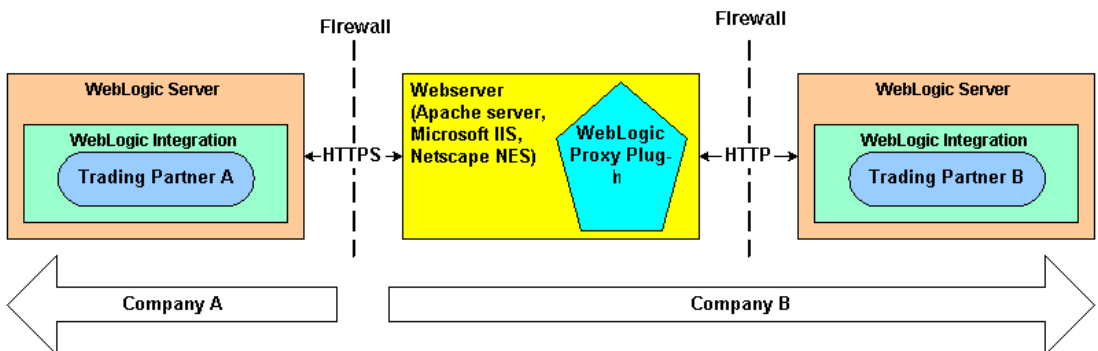 Firewall
Firewall
WebLogic Server
WebLogic Integration
Trading Partner A
HTTPS
Webserver
(Apache server,
Microsoft IIS,
Netscape NES)
WebLogic
Proxy Plug-
h
HTTP
WebLogic Server
WebLogic Integration
Trading Partner B
Company A
Company B